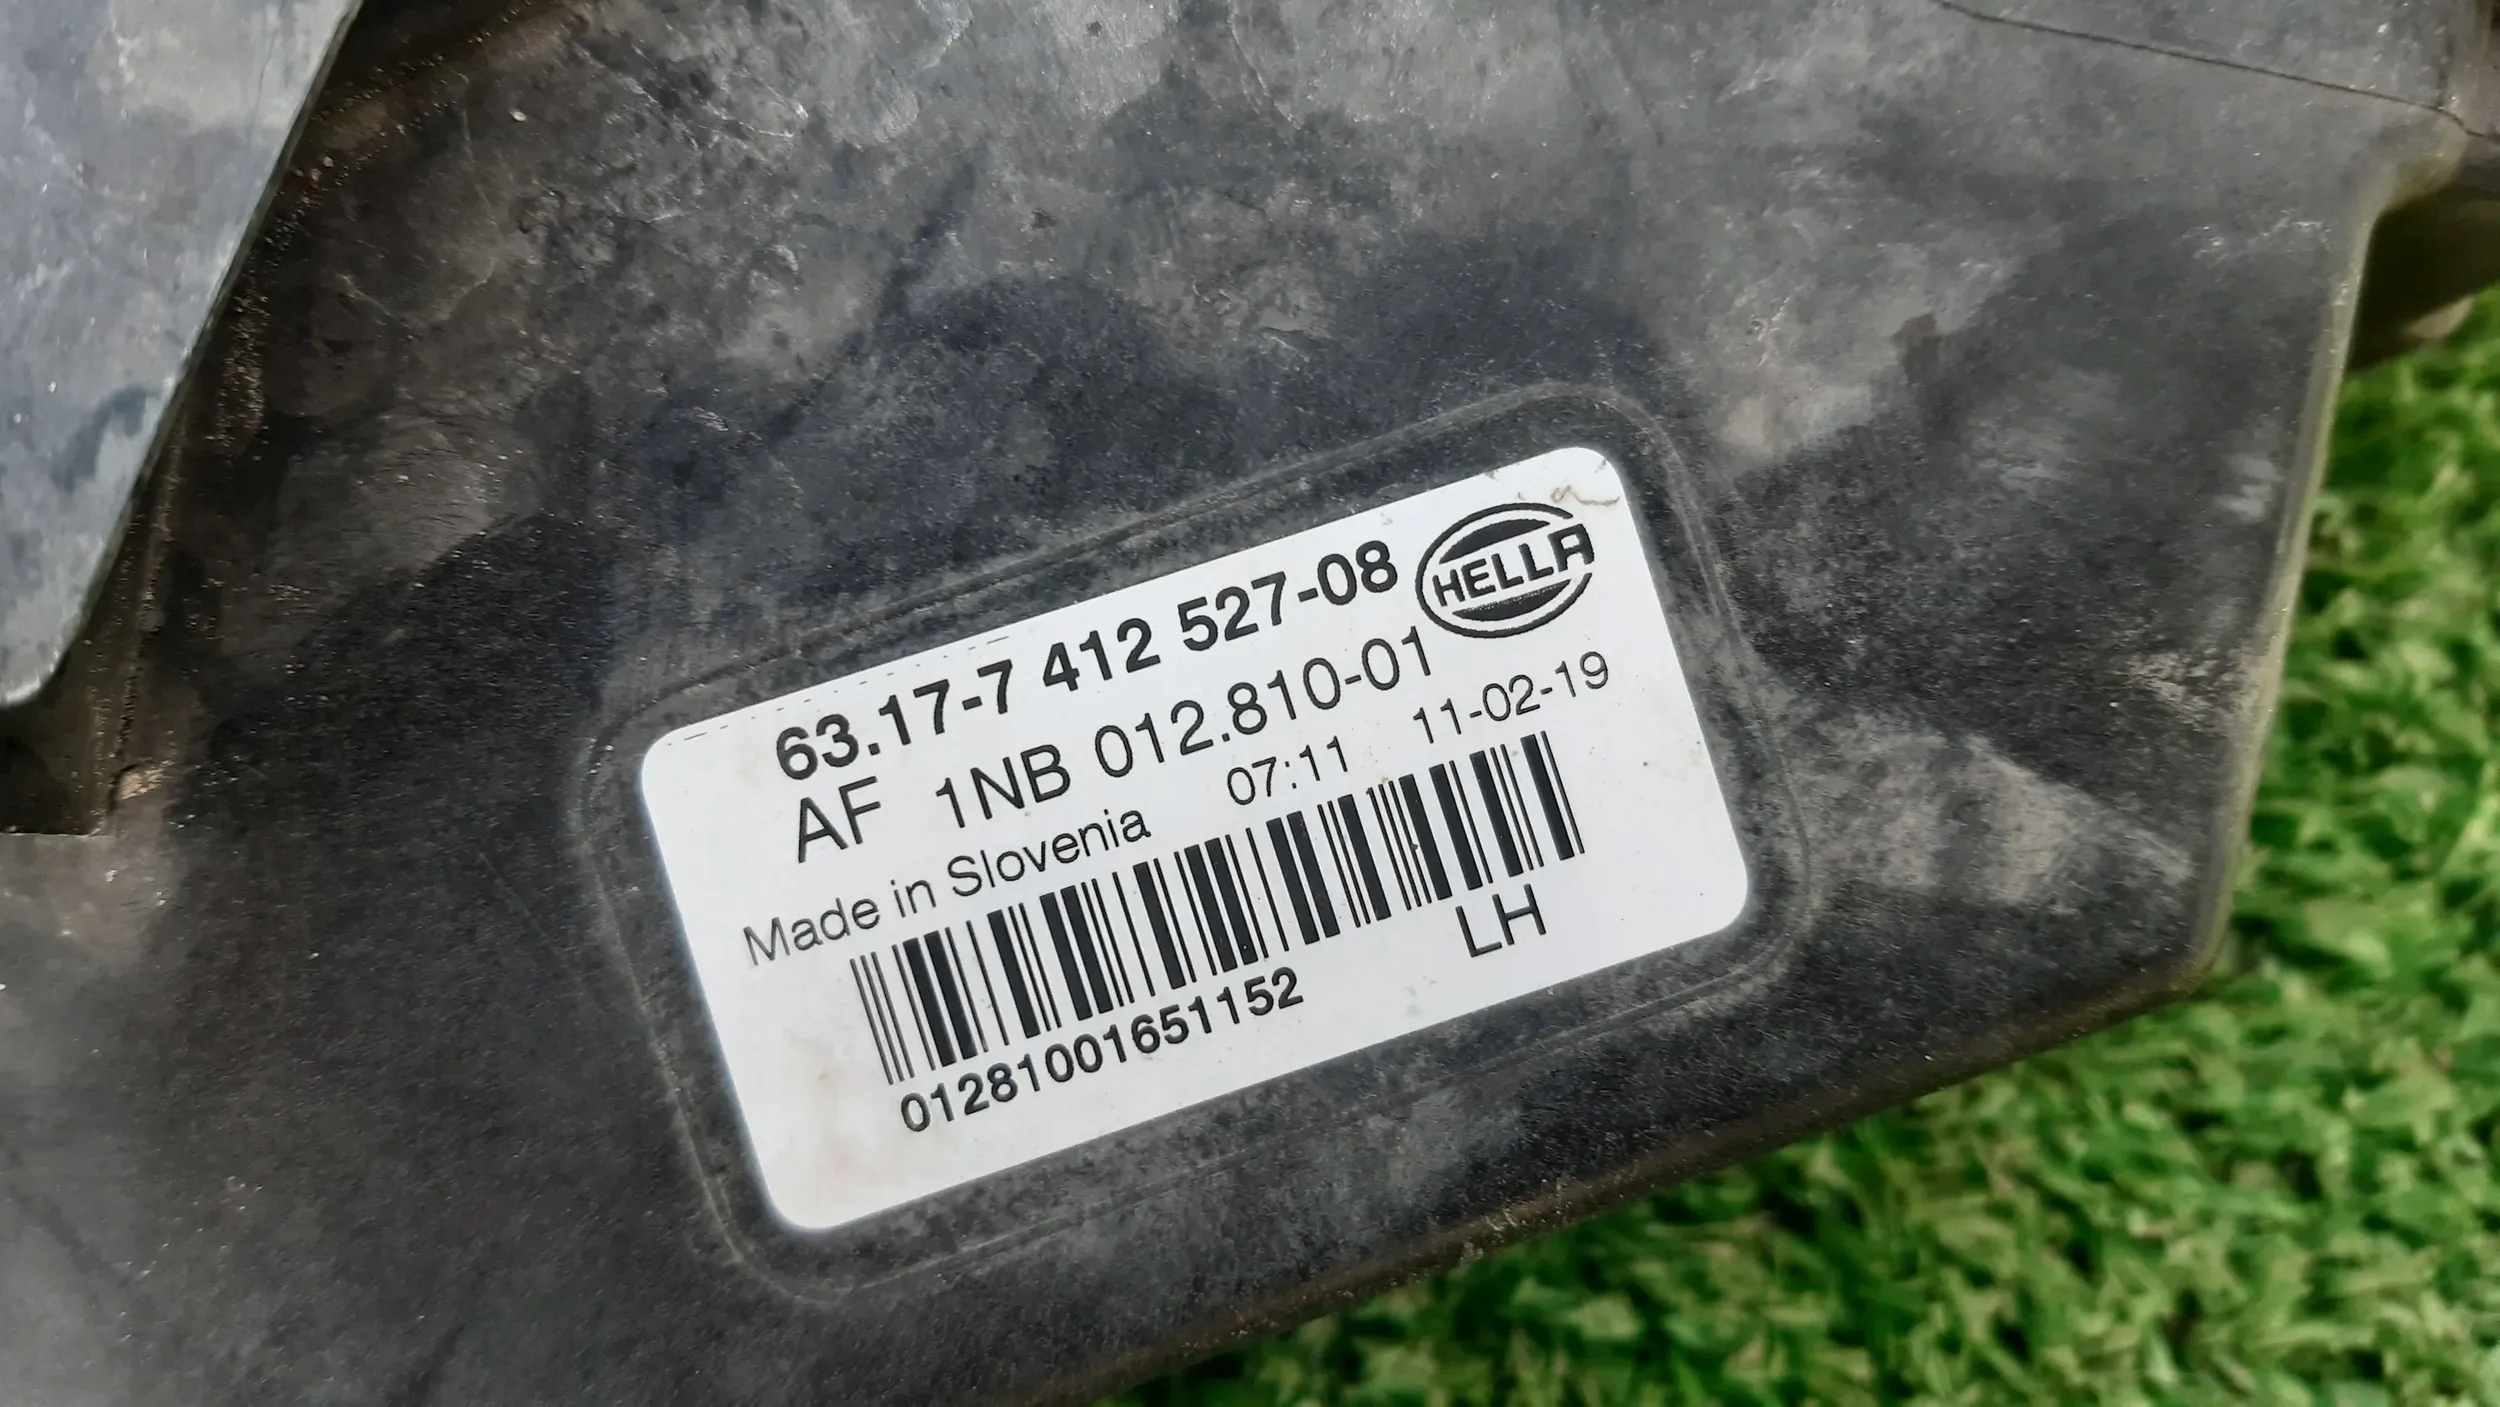 63.17-7 412 527-08
HELLA
AF 1NB 012.810-01
Made in Slovenia 07:11 11-02-19
01281001651152
LH